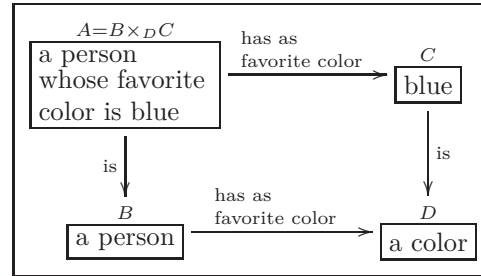 A=B×_D C
a person
whose favorite
color is blue
has as
favorite color
C
blue
is
is
B
a person
has as
favorite color
D
a color